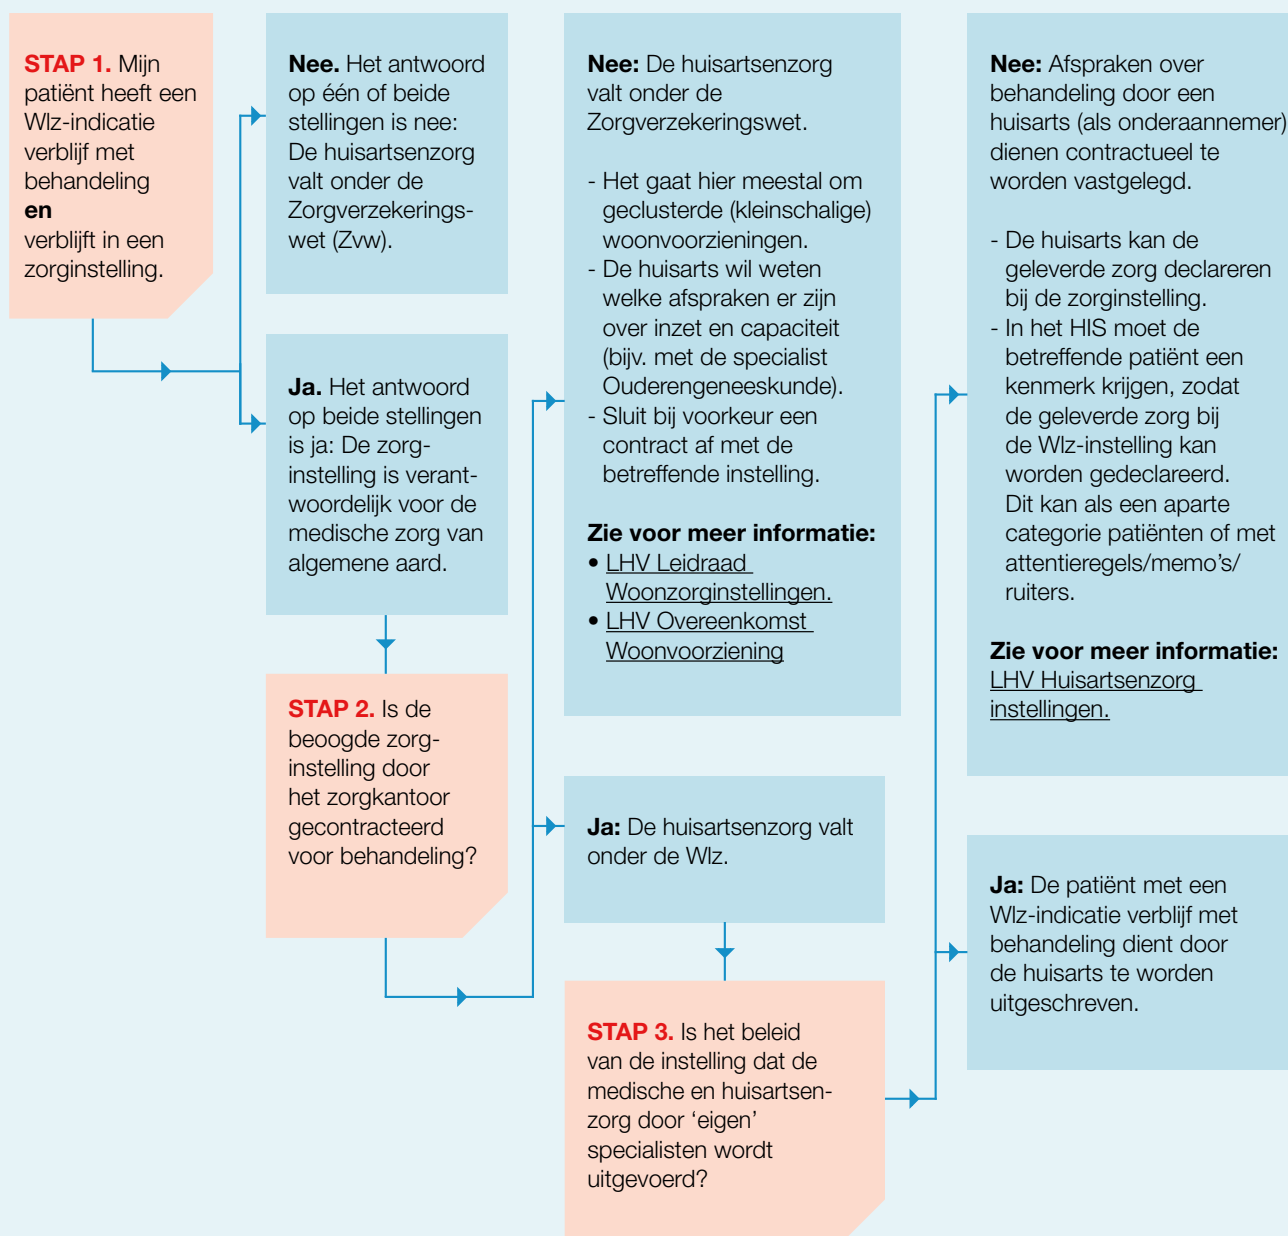 STAP 1. Mijn
patiënt heeft een
Wlz-indicatie
verblijf met
behandeling
en
verblijft in een
zorginstelling.
Nee. Het antwoord
op één of beide
stellingen is nee:
De huisartsenzorg
valt onder de
Zorgverzekerings-
wet (Zvw).
Ja. Het antwoord
op beide stellingen
is ja: De zorg-
instelling is verant-
woordelijk voor de
medische zorg van
algemene aard.
STAP 2. Is de
beoogde zorg-
instelling door
het zorgkantoor
gecontracteerd
voor behandeling?
Nee: De huisartsenzorg
valt onder de
Zorgverzekeringswet.
- Het gaat hier meestal om
geclusterde (kleinschalige)
woonvoorzieningen.
- De huisarts wil weten
welke afspraken er zijn
over inzet en capaciteit
(bijv. met de specialist
Ouderengeneeskunde).
- Sluit bij voorkeur een
contract af met de
betreffende instelling.
Zie voor meer informatie:
• LHV Leidraad
Woonzorginstellingen.
• LHV Overeenkomst
Woonvoorziening
Ja: De huisartsenzorg valt
onder de Wlz.
STAP 3. Is het beleid
van de instelling dat de
medische en huisartsen-
zorg door ‘eigen’
specialisten wordt
uitgevoerd?
Nee: Afspraken over
behandeling door een
huisarts (als onderaannemer)
dienen contractueel te
worden vastgelegd.
- De huisarts kan de
geleverde zorg declareren
bij de zorginstelling.
- In het HIS moet de
betreffende patiënt een
kenmerk krijgen, zodat
de geleverde zorg bij
de Wlz-instelling kan
worden gedeclareerd.
Dit kan als een aparte
categorie patiënten of met
attentieregels/memo’s/
ruiters.
Zie voor meer informatie:
LHV Huisartsenzorg
instellingen.
Ja: De patiënt met een
Wlz-indicatie verblijf met
behandeling dient door
de huisarts te worden
uitgeschreven.